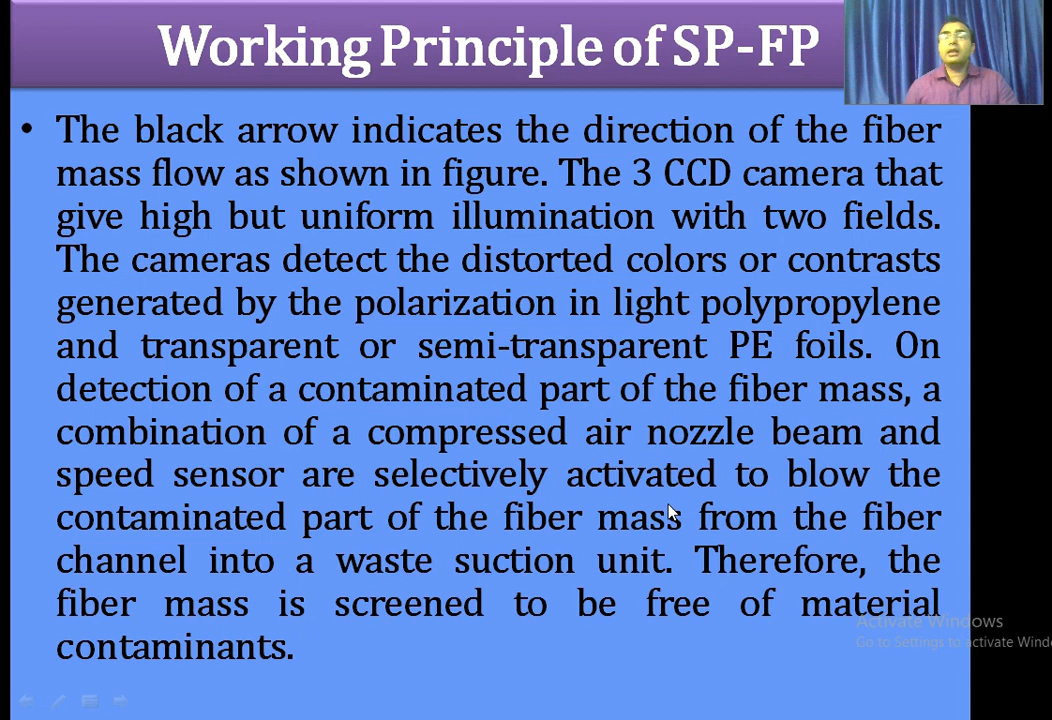 Working Principle of SP-FP
• The black arrow indicates the direction of the fiber
mass flow as shown in figure. The 3 CCD camera that
give high but uniform illumination with two fields.
The cameras detect the distorted colors or contrasts
generated by the polarization in light polypropylene
and transparent or semi-transparent PE foils. On
detection of a contaminated part of the fiber mass, a
combination of a compressed air nozzle beam and
speed sensor are selectively activated to blow the
contaminated part of the fiber mass from the fiber
channel into a waste suction unit. Therefore, the
fiber mass is screened to be free of material
contaminants.
Activate Windows
Go to Settings to activate Wind